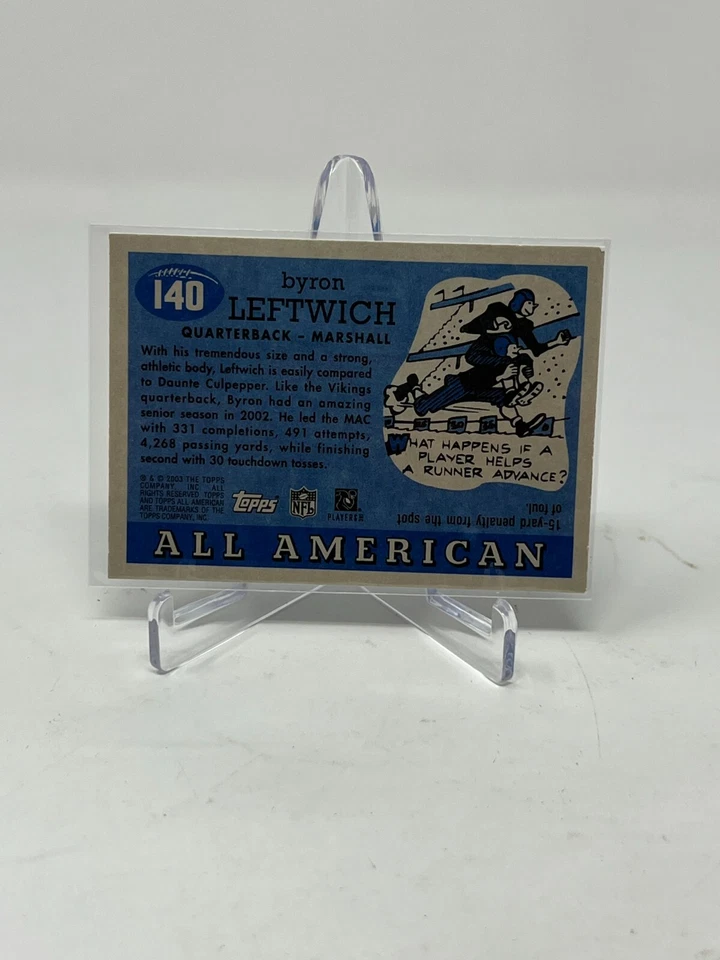 140
byron
LEFTWICH
QUARTERBACK – MARSHALL
With his tremendous size and a strong,
athletic body, Leftwich is easily compared
to Daunte Culpepper. Like the Vikings
quarterback, Byron had an amazing
senior season in 2002. He led the MAC
with 331 completions, 491 attempts,
4,268 passing yards, while finishing
second with 30 touchdown tosses.
® & © 2003 THE TOPPS
COMPANY, INC. ALL
RIGHTS RESERVED. TOPPS
AND TOPPS ALL AMERICAN
ARE TRADEMARKS OF THE
TOPPS COMPANY, INC.
Topps
NFL
PLAYERS
WHAT HAPPENS IF A
PLAYER HELPS
A RUNNER ADVANCE?
15-yard penalty from the spot
of foul.
ALL AMERICAN